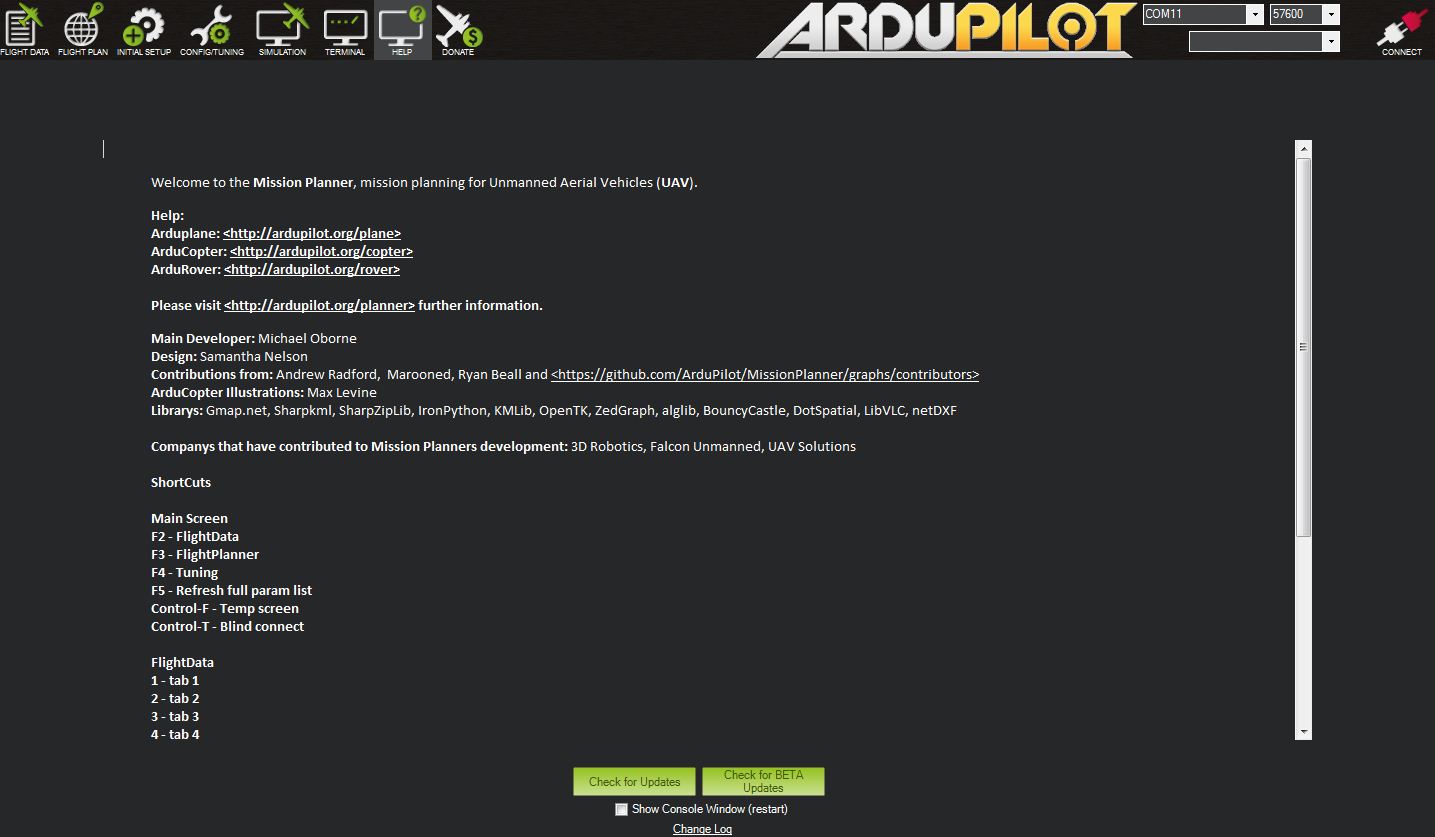 FLIGHT DATA FLIGHT PLAN INITIAL SETUP CONFIG/TUNING SIMULATION TERMINAL HELP DONATE
ARDUPILOT
COM11 57600
CONNECT
Welcome to the Mission Planner, mission planning for Unmanned Aerial Vehicles (UAV).
Help:
Arduplane: <http://ardupilot.org/plane>
ArduCopter: <http://ardupilot.org/copter>
ArduRover: <http://ardupilot.org/rover>
Please visit <http://ardupilot.org/planner> further information.
Main Developer: Michael Oborne
Design: Samantha Nelson
Contributions from: Andrew Radford,  Marooned, Ryan Beall and <https://github.com/ArduPilot/MissionPlanner/graphs/contributors>
ArduCopter Illustrations: Max Levine
Librarys: Gmap.net, Sharpkml, SharpZipLib, IronPython, KMLib, OpenTK, ZedGraph, alglib, BouncyCastle, DotSpatial, LibVLC, netDXF
Companys that have contributed to Mission Planners development: 3D Robotics, Falcon Unmanned, UAV Solutions
ShortCuts
Main Screen
F2 - FlightData
F3 - FlightPlanner
F4 - Tuning
F5 - Refresh full param list
Control-F - Temp screen
Control-T - Blind connect
FlightData
1 - tab 1
2 - tab 2
3 - tab 3
4 - tab 4
Check for Updates
Check for BETA
Updates
Show Console Window (restart)
Change Log